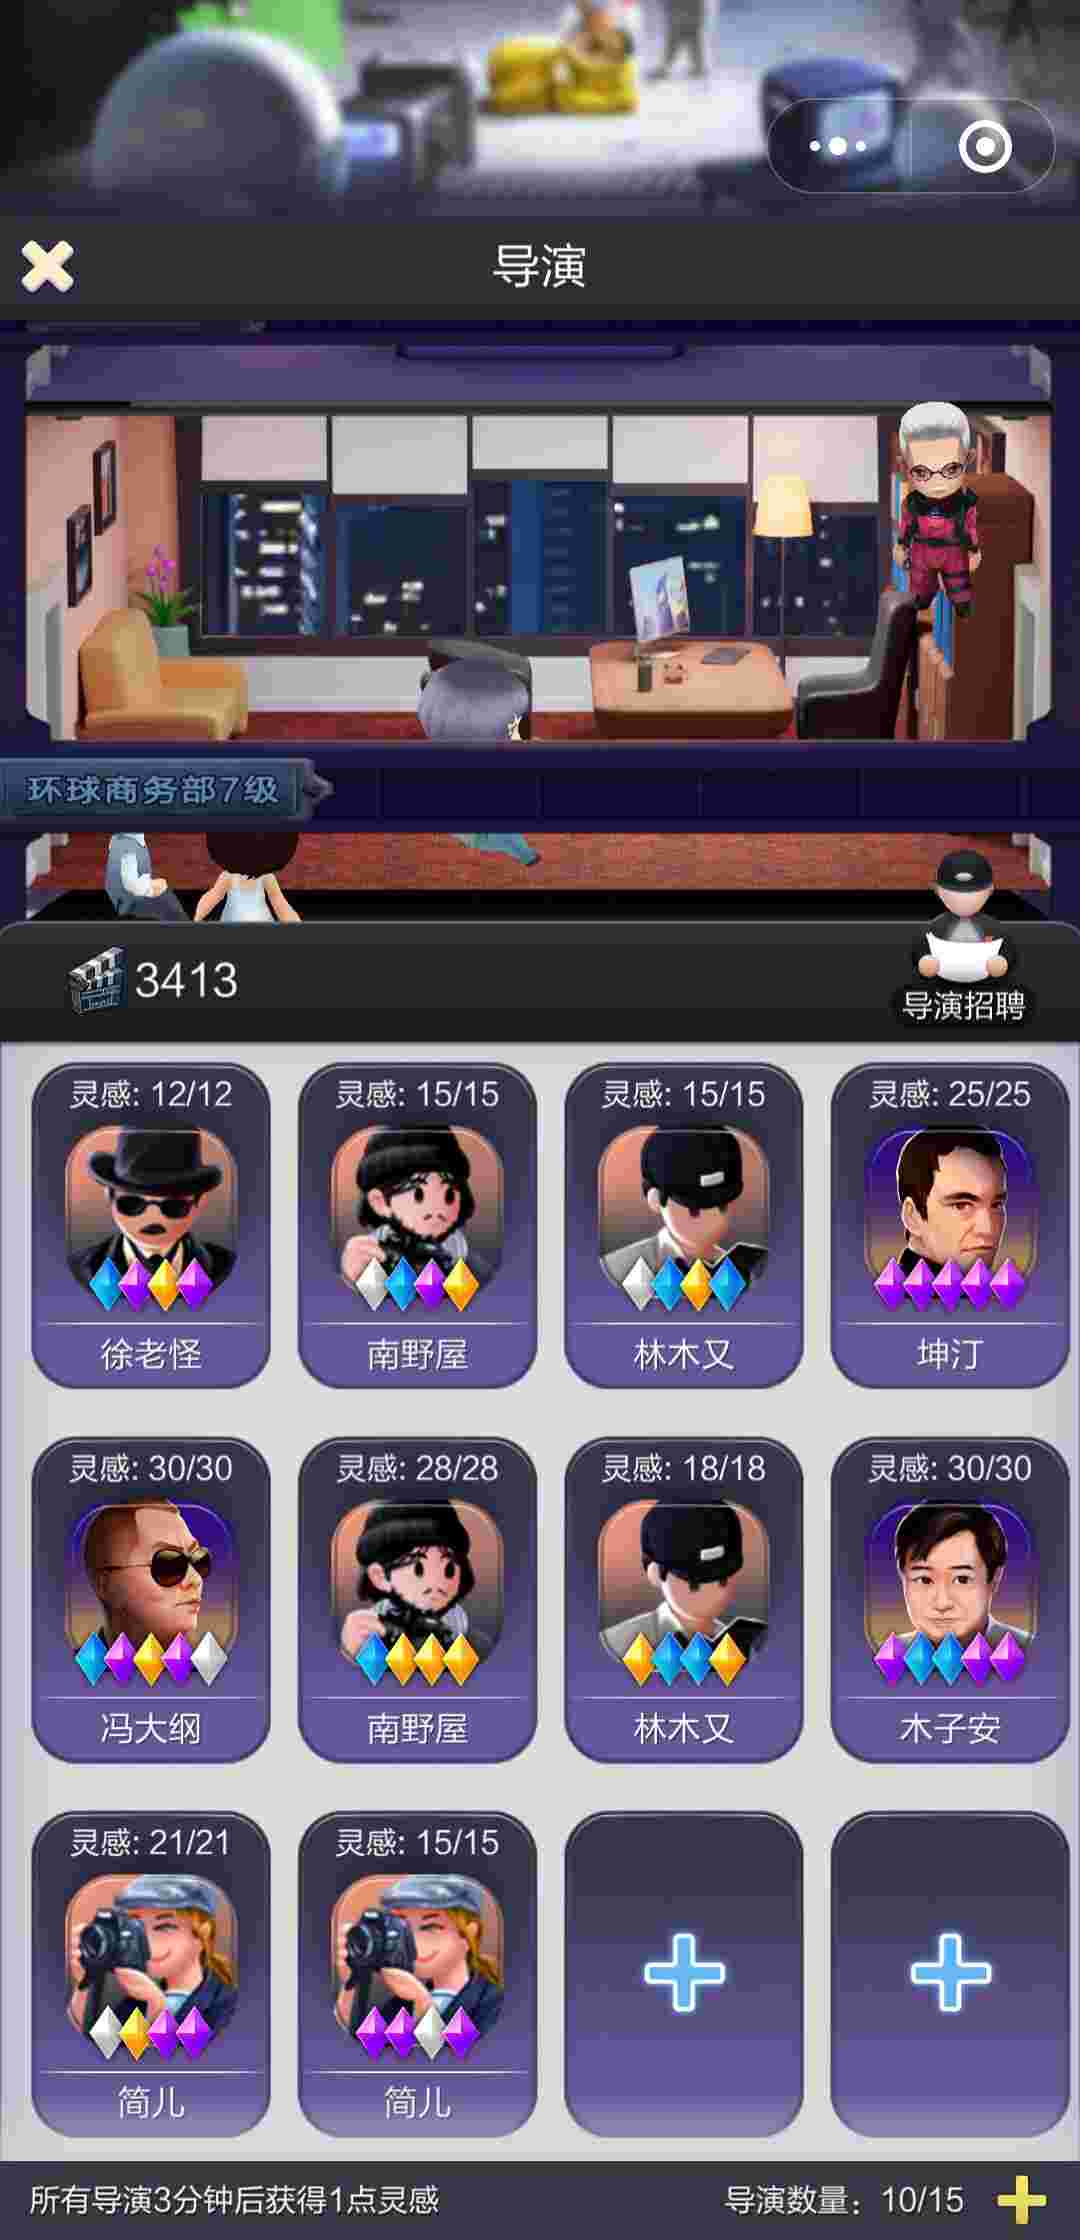 导演
环球商务部7级
3413
导演招聘
灵感: 12/12
灵感: 15/15
灵感: 15/15
灵感: 25/25
徐老怪
南野屋
林木又
坤汀
灵感: 30/30
灵感: 28/28
灵感: 18/18
灵感: 30/30
冯大纲
南野屋
林木又
木子安
灵感: 21/21
灵感: 15/15
简儿
简儿
所有导演3分钟后获得1点灵感
导演数量: 10/15